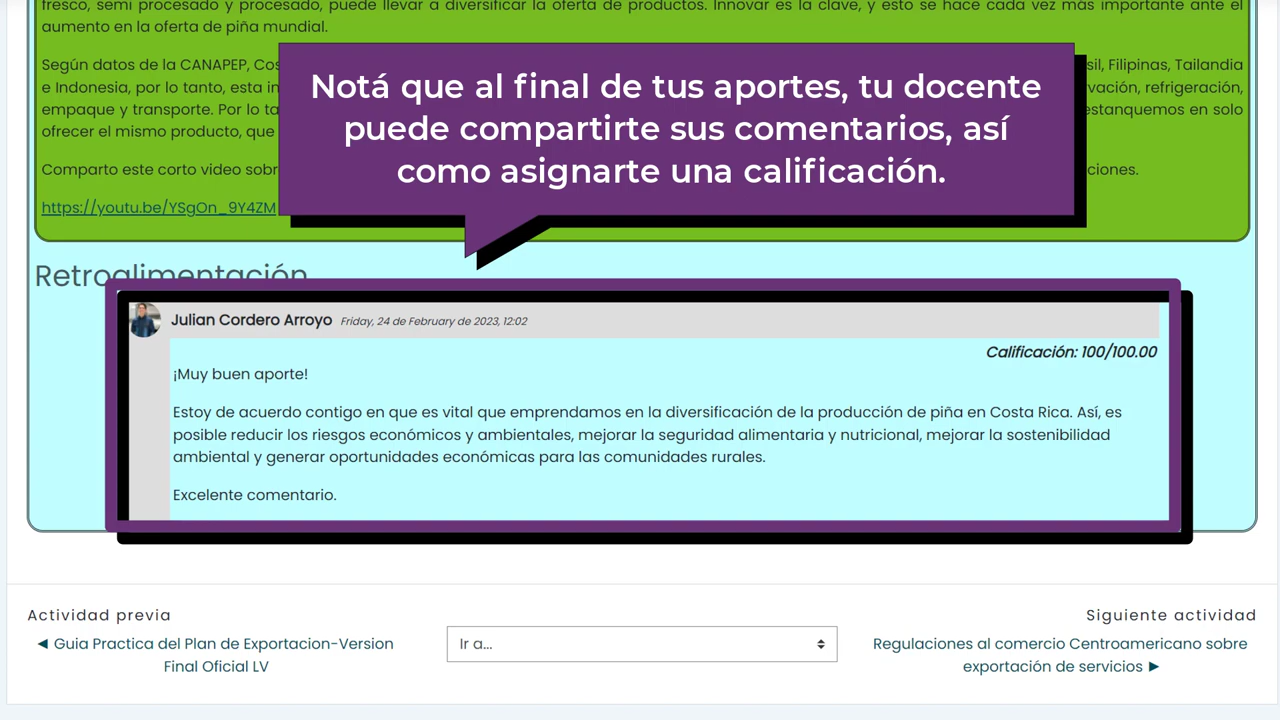 fresco, semi procesado y procesado, puede llevar a diversificar la oferta de productos. Innovar es la clave, y esto se hace cada vez más importante ante el
aumento en la oferta de piña mundial.
Según datos de la CANAPEP, Cos
sil, Filipinas, Tailandia
e Indonesia, por lo tanto, esta in
vación, refrigeración,
empaque y transporte. Por lo ta
estanquemos en solo
ofrecer el mismo producto, que
Comparto este corto video sobr
ciones.
https://youtu.be/YSgOn_9Y4ZM
Notá que al final de tus aportes, tu docente
puede compartirte sus comentarios, así
como asignarte una calificación.
Retroalimentación
Julian Cordero Arroyo Friday, 24 de February de 2023, 12:02
Calificación: 100/100.00
¡Muy buen aporte!
Estoy de acuerdo contigo en que es vital que emprendamos en la diversificación de la producción de piña en Costa Rica. Así, es
posible reducir los riesgos económicos y ambientales, mejorar la seguridad alimentaria y nutricional, mejorar la sostenibilidad
ambiental y generar oportunidades económicas para las comunidades rurales.
Excelente comentario.
Actividad previa
◄ Guia Practica del Plan de Exportacion-Version
Final Oficial LV
Ir a...
Siguiente actividad
Regulaciones al comercio Centroamericano sobre
exportación de servicios ►